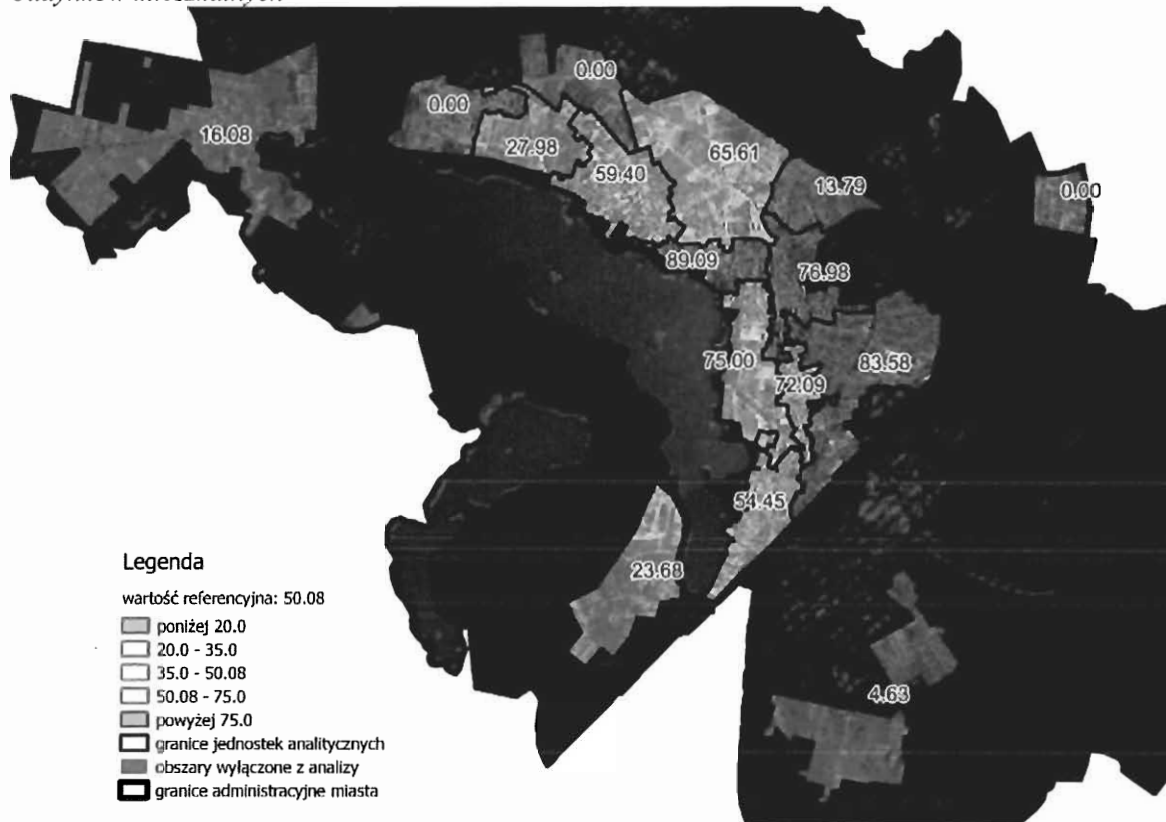 0.00
0.00
16.08
27.98
65.61
59.40
13.79
0.00
89.09
76.98
75.00
83.58
72.09
54.45
23.68
4.63
Legenda
wartość referencyjna: 50.08
poniżej 20.0
20.0 - 35.0
35.0 - 50.08
50.08 - 75.0
powyżej 75.0
granice jednostek analitycznych
obszary wyłączone z analizy
granice administracyjne miasta